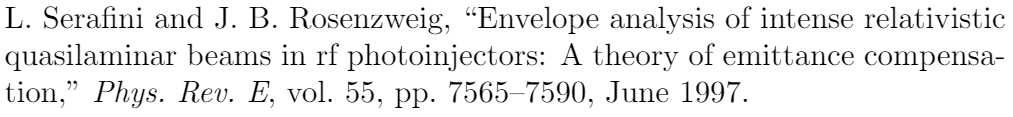 L. Serafini and J. B. Rosenzweig, “Envelope analysis of intense relativistic
quasilaminar beams in rf photoinjectors: A theory of emittance compensa-
tion,” Phys. Rev. E, vol. 55, pp. 7565–7590, June 1997.